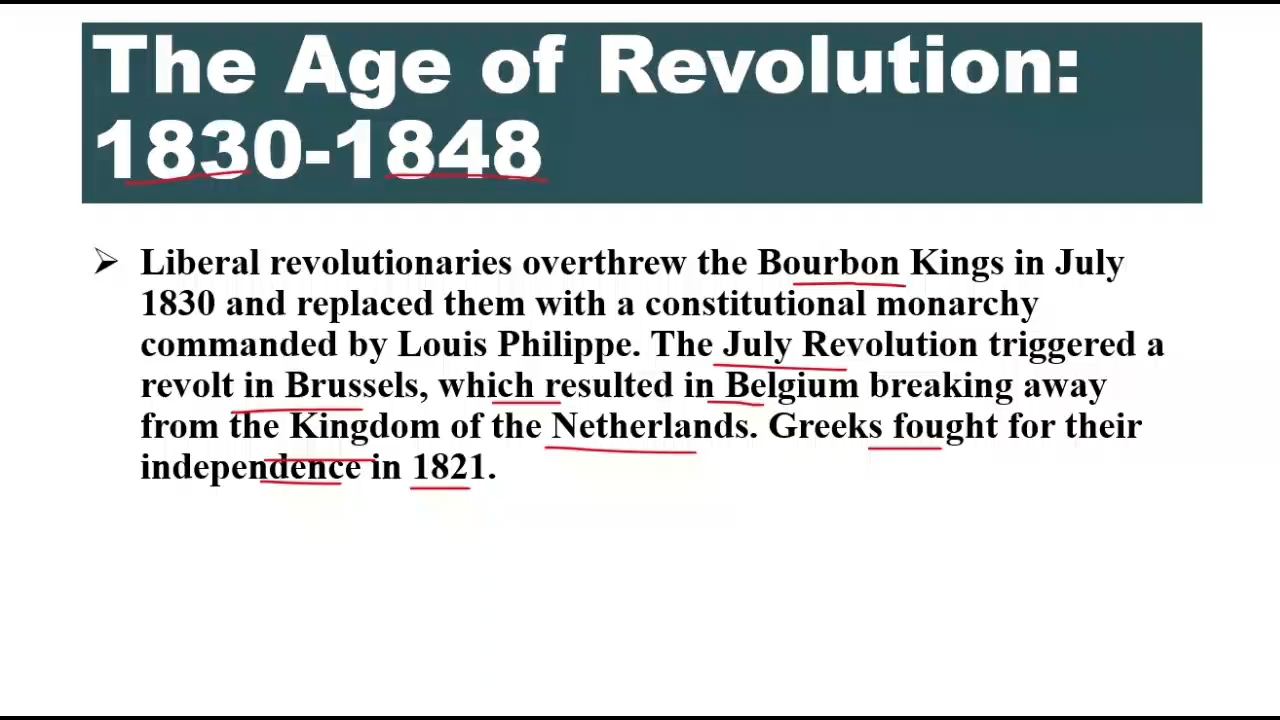 The Age of Revolution:
1830-1848
➢ Liberal revolutionaries overthrew the Bourbon Kings in July
1830 and replaced them with a constitutional monarchy
commanded by Louis Philippe. The July Revolution triggered a
revolt in Brussels, which resulted in Belgium breaking away
from the Kingdom of the Netherlands. Greeks fought for their
independence in 1821.